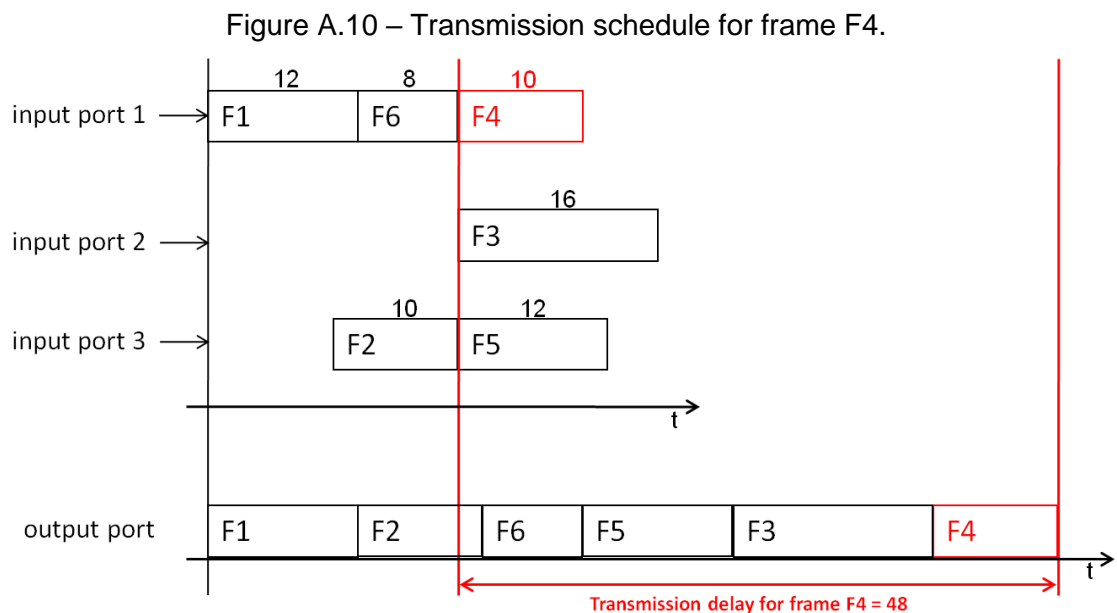 Figure A.10 – Transmission schedule for frame F4.
12 8 10
input port 1 F1 F6 F4
16
input port 2 F3
10 12
input port 3 F2 F5
t
output port F1 F2 F6 F5 F3 F4
t
Transmission delay for frame F4 = 48